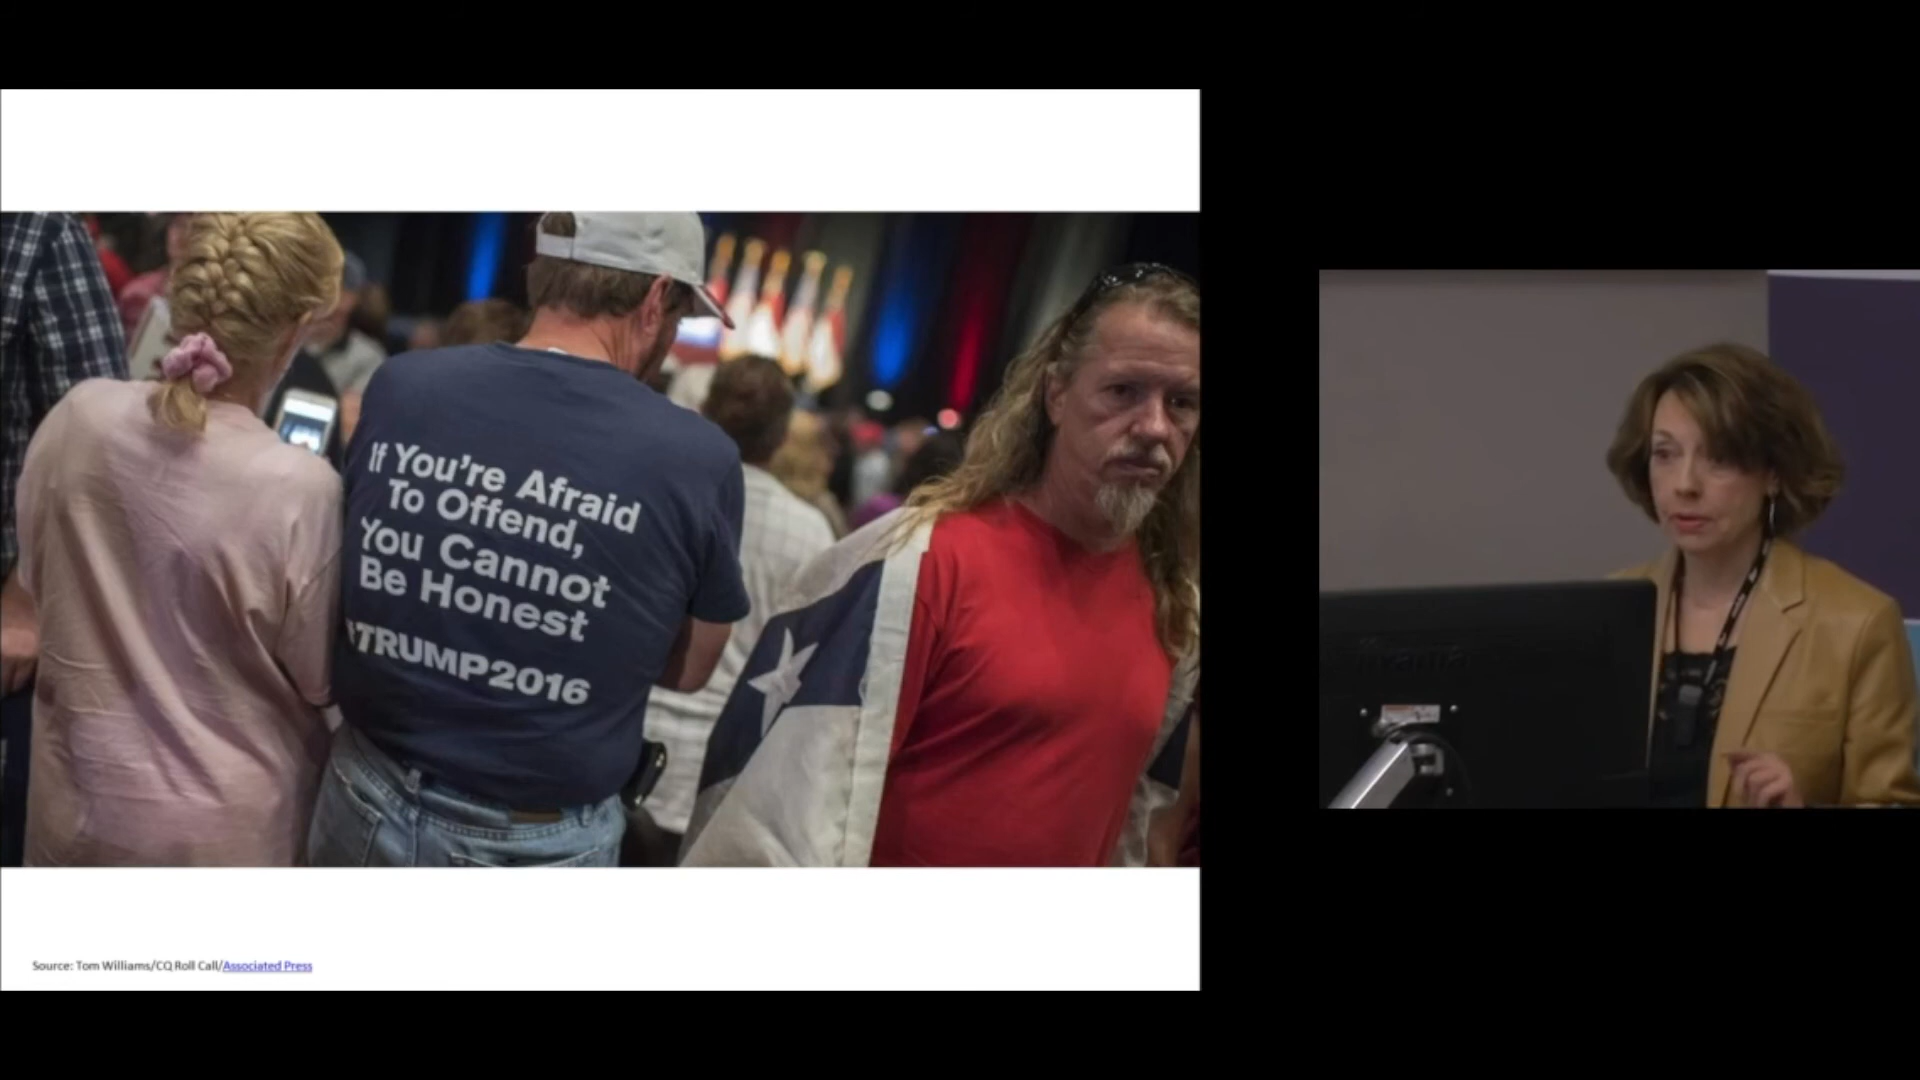 If You're Afraid
To Offend,
You Cannot
Be Honest
#TRUMP2016
Source: Tom Williams/CQ Roll Call/Associated Press